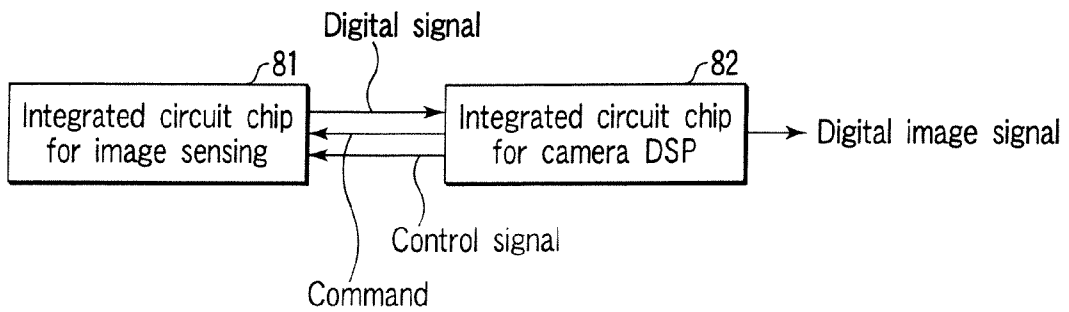 Digital signal
81
82
Integrated circuit chip
for image sensing
Integrated circuit chip
for camera DSP
Digital image signal
Control signal
Command